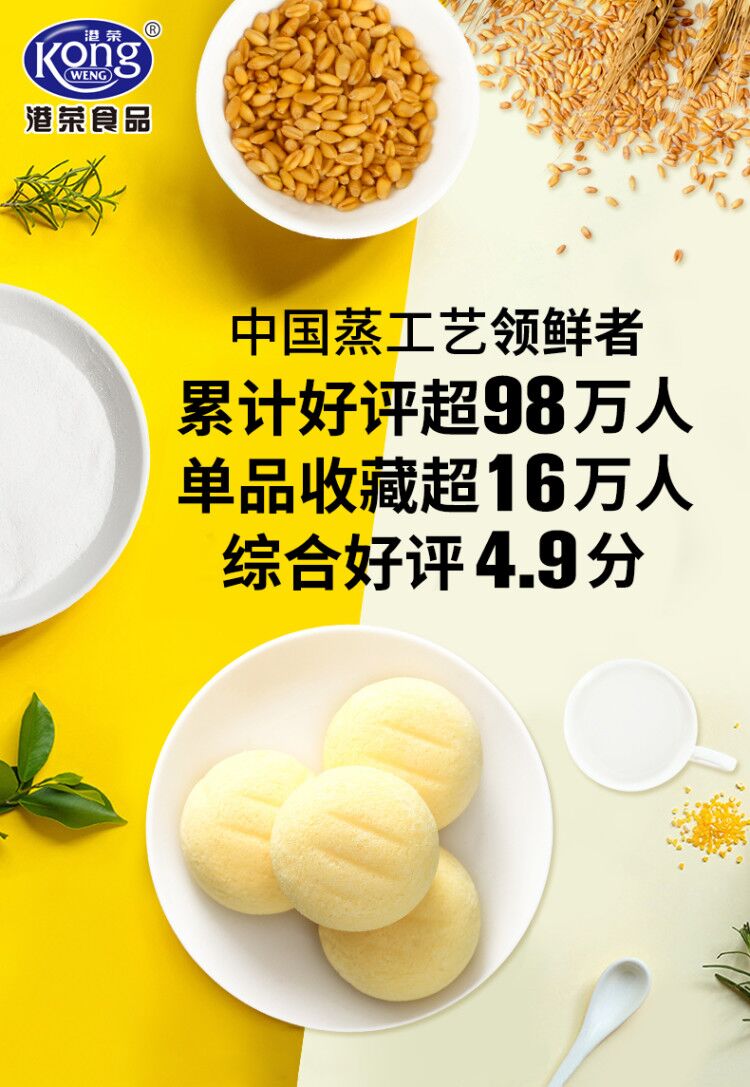 港荣
Kong
WENG
®
港荣食品
中国蒸工艺领鲜者
累计好评超98万人
单品收藏超16万人
综合好评4.9分